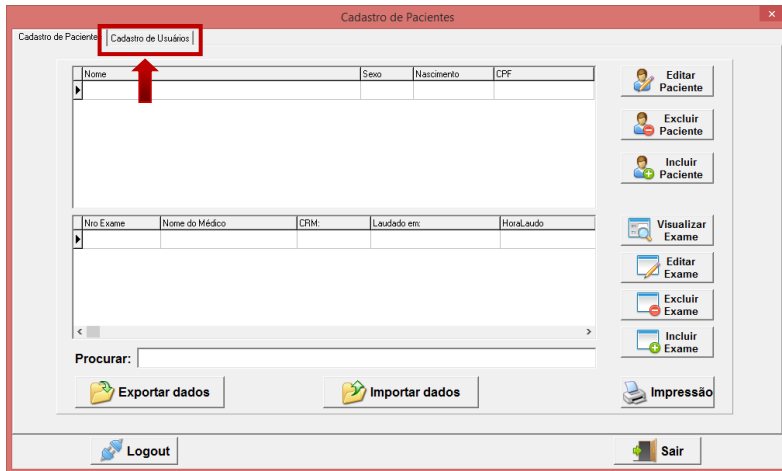 Cadastro de Pacientes
Cadastro de Paciente
Cadastro de Usuários
Nome Sexo Nascimento CPF
Editar
Paciente
Excluir
Paciente
Incluir
Paciente
Nro Exame Nome do Médico CRM: Laudado em: HoraLaudo
Visualizar
Exame
Editar
Exame
Excluir
Exame
Incluir
Exame
Procurar:
Exportar dados
Importar dados
Impressão
Logout
Sair